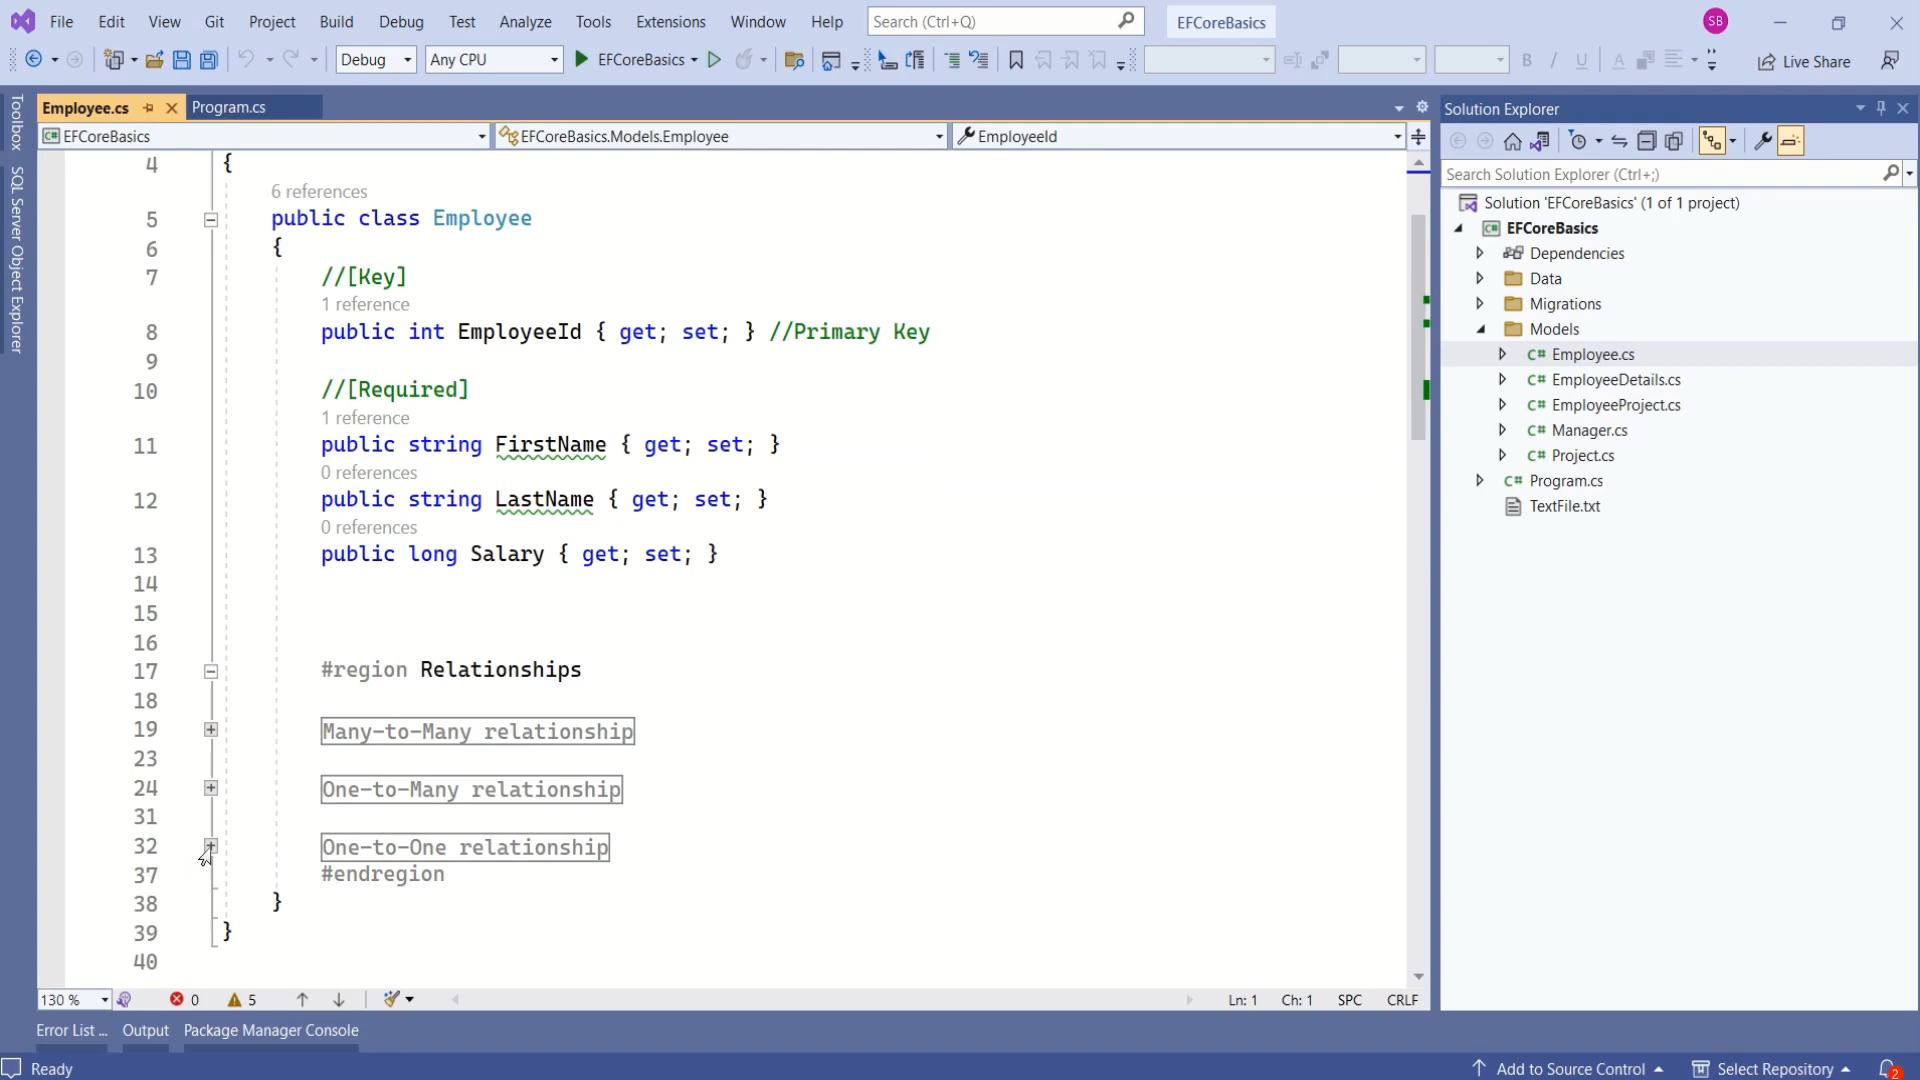 File Edit View Git Project Build Debug Test Analyze Tools Extensions Window Help Search (Ctrl+Q) EFCoreBasics SB
Debug Any CPU EFCoreBasics Live Share
Toolbox
SQL Server Object Explorer
Employee.cs Program.cs
EFCoreBasics EFCoreBasics.Models.Employee EmployeeId
4 {
6 references
5 public class Employee
6 {
7 //[Key]
1 reference
8 public int EmployeeId { get; set; } //Primary Key
9
10 //[Required]
1 reference
11 public string FirstName { get; set; }
0 references
12 public string LastName { get; set; }
0 references
13 public long Salary { get; set; }
14
15
16
17 #region Relationships
18
19 Many-to-Many relationship
23
24 One-to-Many relationship
31
32 One-to-One relationship
37 #endregion
38 }
39 }
40
130 % 0 5 Ln: 1 Ch: 1 SPC CRLF
Error List ... Output Package Manager Console
Solution Explorer
Search Solution Explorer (Ctrl+;)
Solution 'EFCoreBasics' (1 of 1 project)
C# EFCoreBasics
Dependencies
Data
Migrations
Models
C# Employee.cs
C# EmployeeDetails.cs
C# EmployeeProject.cs
C# Manager.cs
C# Project.cs
C# Program.cs
TextFile.txt
Ready Add to Source Control Select Repository 2